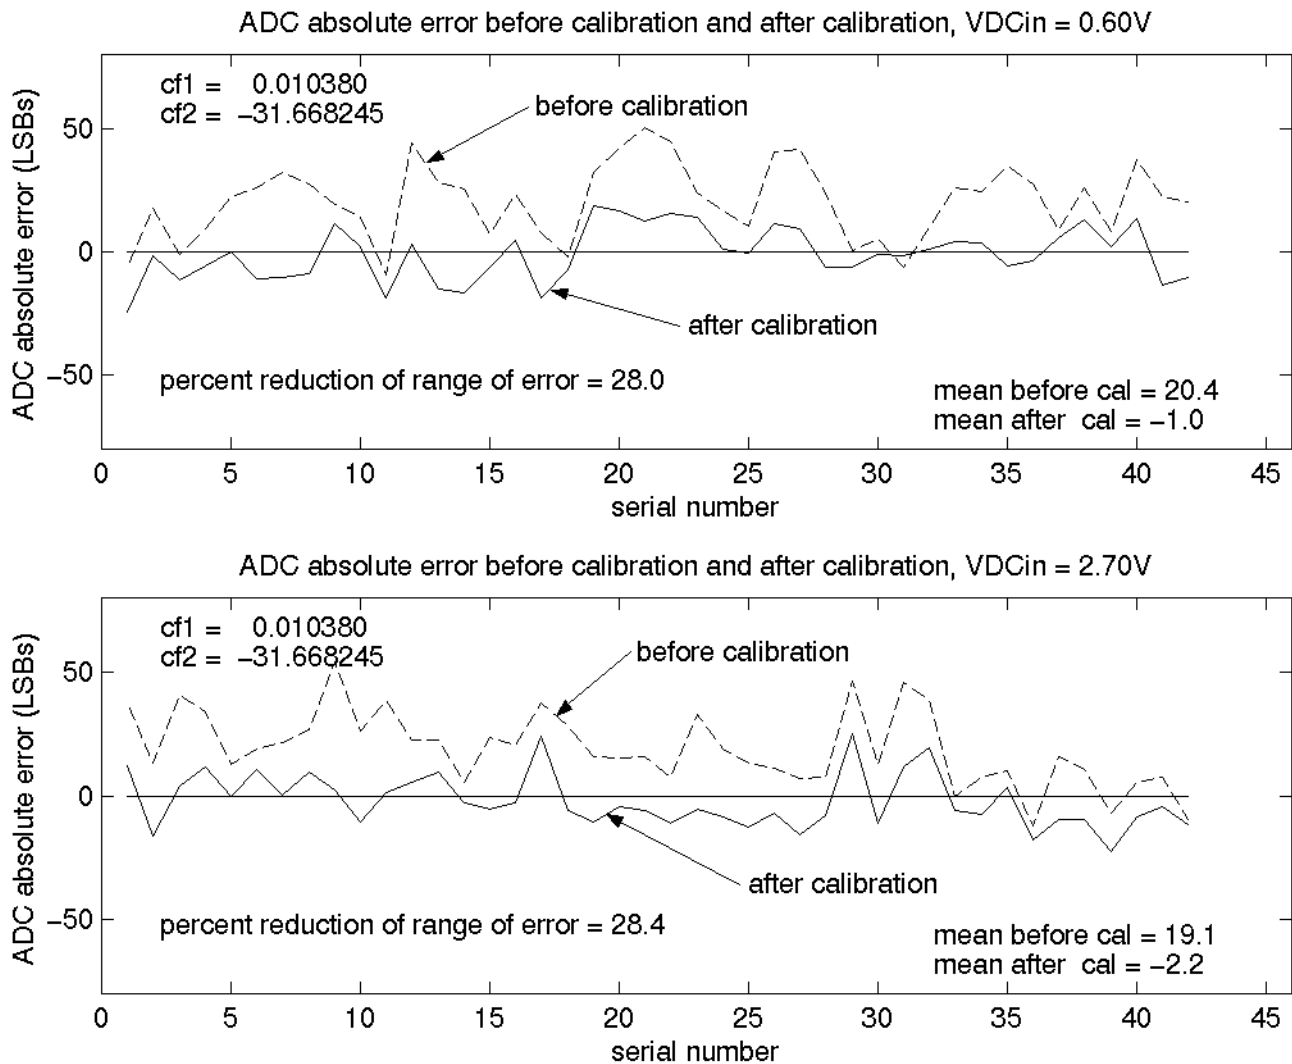 ADC absolute error before calibration and after calibration, VDCin = 0.60V
cf1 = 0.010380
cf2 = −31.668245
before calibration
50
0
−50
ADC absolute error (LSBs)
after calibration
percent reduction of range of error = 28.0
mean before cal = 20.4
mean after cal = −1.0
0 5 10 15 20 25 30 35 40 45
serial number
ADC absolute error before calibration and after calibration, VDCin = 2.70V
cf1 = 0.010380
cf2 = −31.668245
before calibration
50
0
−50
ADC absolute error (LSBs)
after calibration
percent reduction of range of error = 28.4
mean before cal = 19.1
mean after cal = −2.2
0 5 10 15 20 25 30 35 40 45
serial number